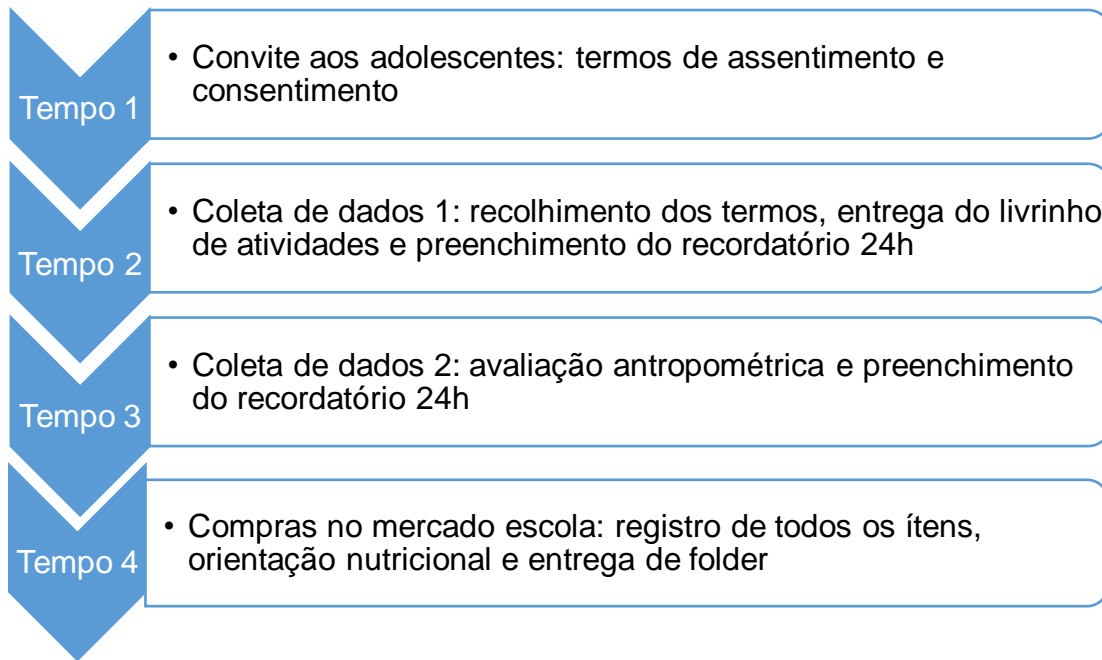 Tempo 1
• Convite aos adolescentes: termos de assentimento e
consentimento
Tempo 2
• Coleta de dados 1: recolhimento dos termos, entrega do livrinho
de atividades e preenchimento do recordatório 24h
Tempo 3
• Coleta de dados 2: avaliação antropométrica e preenchimento
do recordatório 24h
Tempo 4
• Compras no mercado escola: registro de todos os ítens,
orientação nutricional e entrega de folder